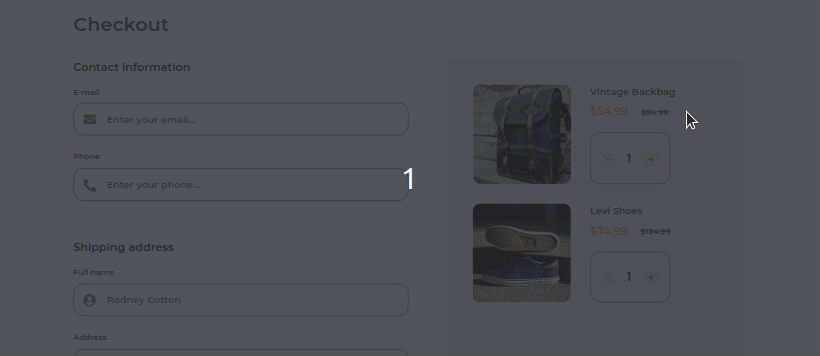 Checkout
Contact information
E-mail
Enter your email...
Phone
Enter your phone...
1
Shipping address
Full name
Rodney Cotton
Address
Vintage Backbag
$54.99 $94.99
- 1 +
Levi Shoes
$74.99 $124.99
- 1 +